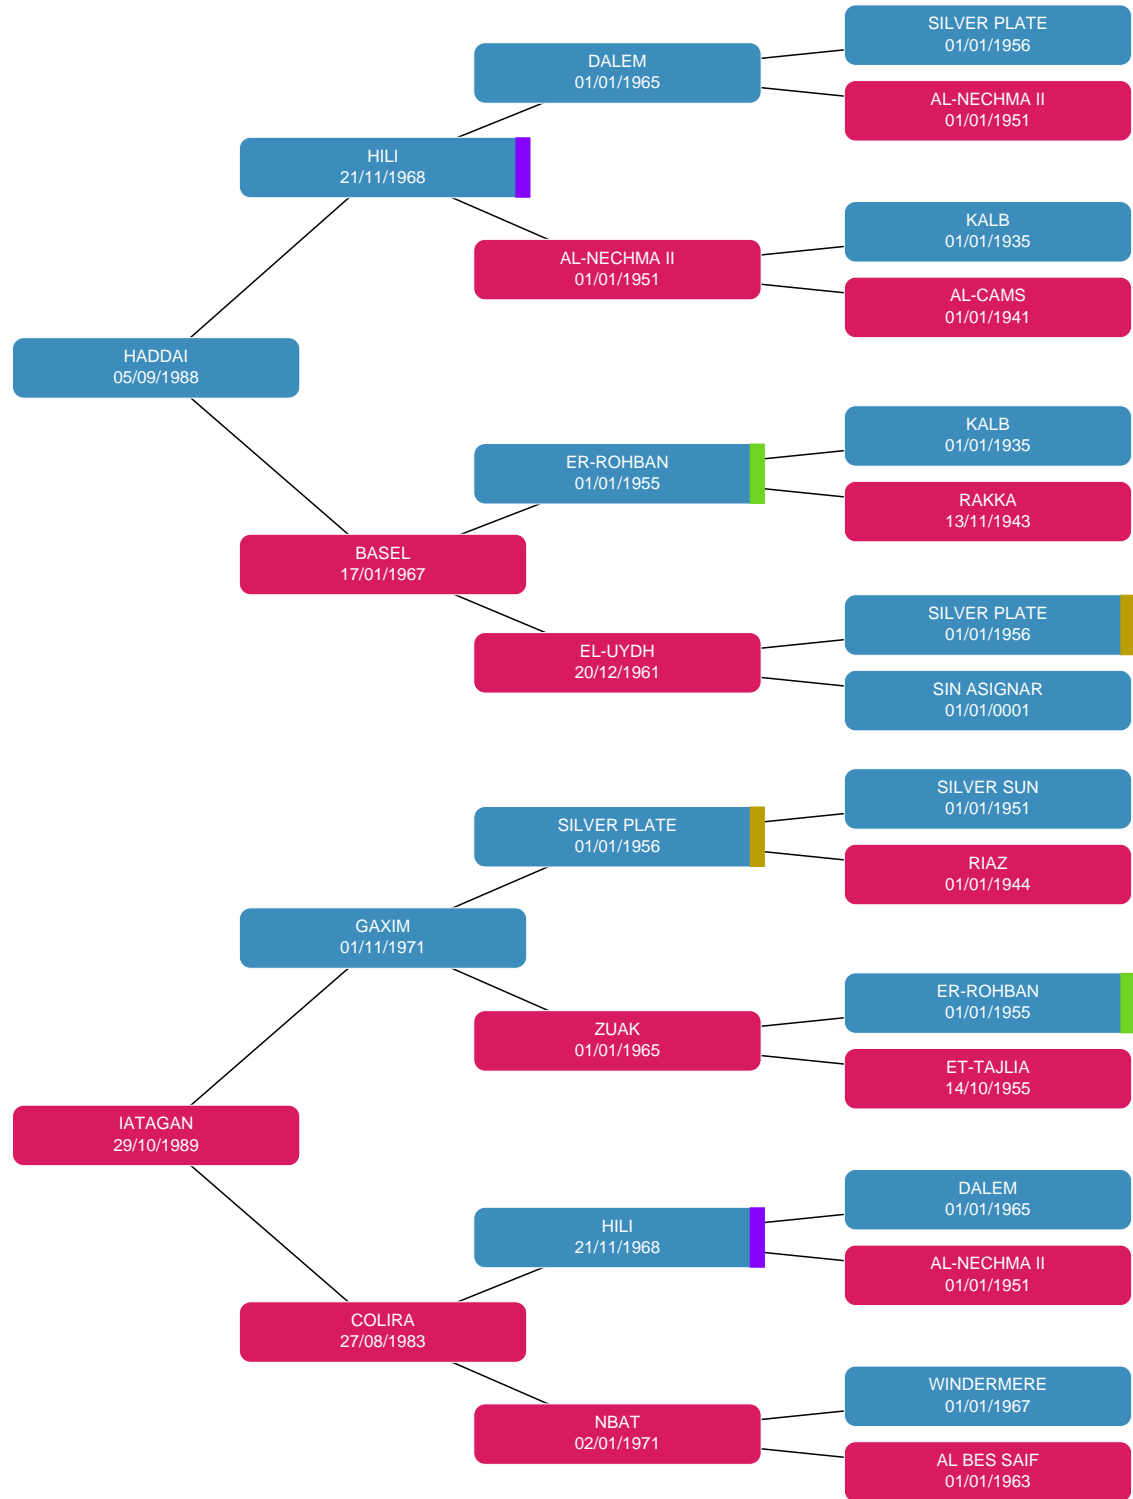 SILVER PLATE
01/01/1956
DALEM
01/01/1965
AL-NECHMA II
01/01/1951
HILI
21/11/1968
KALB
01/01/1935
AL-NECHMA II
01/01/1951
AL-CAMS
01/01/1941
HADDAI
05/09/1988
KALB
01/01/1935
ER-ROHBAN
01/01/1955
RAKKA
13/11/1943
BASEL
17/01/1967
SILVER PLATE
01/01/1956
EL-UYDH
20/12/1961
SIN ASIGNAR
01/01/0001
SILVER SUN
01/01/1951
SILVER PLATE
01/01/1956
RIAZ
01/01/1944
GAXIM
01/11/1971
ER-ROHBAN
01/01/1955
ZUAK
01/01/1965
ET-TAJLIA
14/10/1955
IATAGAN
29/10/1989
DALEM
01/01/1965
HILI
21/11/1968
AL-NECHMA II
01/01/1951
COLIRA
27/08/1983
WINDERMERE
01/01/1967
NBAT
02/01/1971
AL BES SAIF
01/01/1963